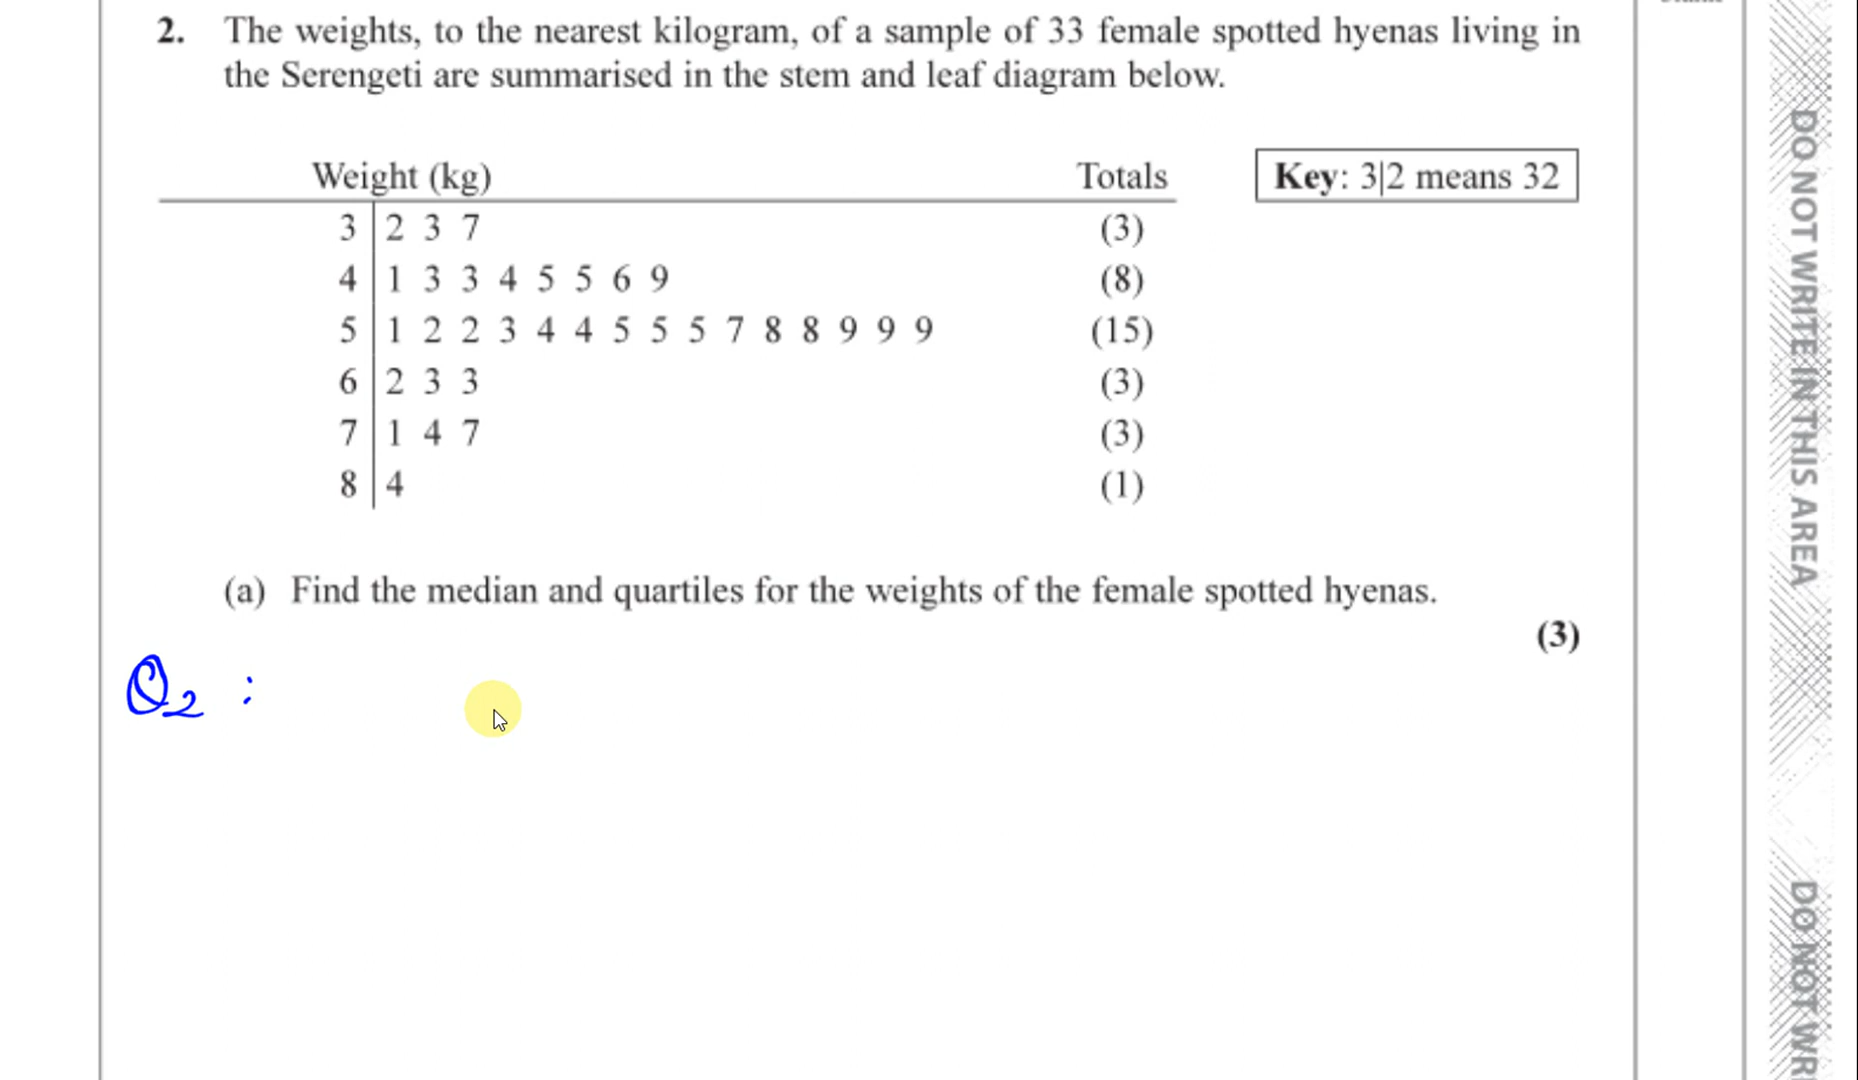 2. The weights, to the nearest kilogram, of a sample of 33 female spotted hyenas living in
the Serengeti are summarised in the stem and leaf diagram below.
Weight (kg) Totals Key: 3|2 means 32
3 | 2 3 7 (3)
4 | 1 3 3 4 5 5 6 9 (8)
5 | 1 2 2 3 4 4 5 5 5 7 8 8 9 9 9 (15)
6 | 2 3 3 (3)
7 | 1 4 7 (3)
8 | 4 (1)
(a) Find the median and quartiles for the weights of the female spotted hyenas.
(3)
Q₂ :
DO NOT WRITE IN THIS AREA
DO NOT WR